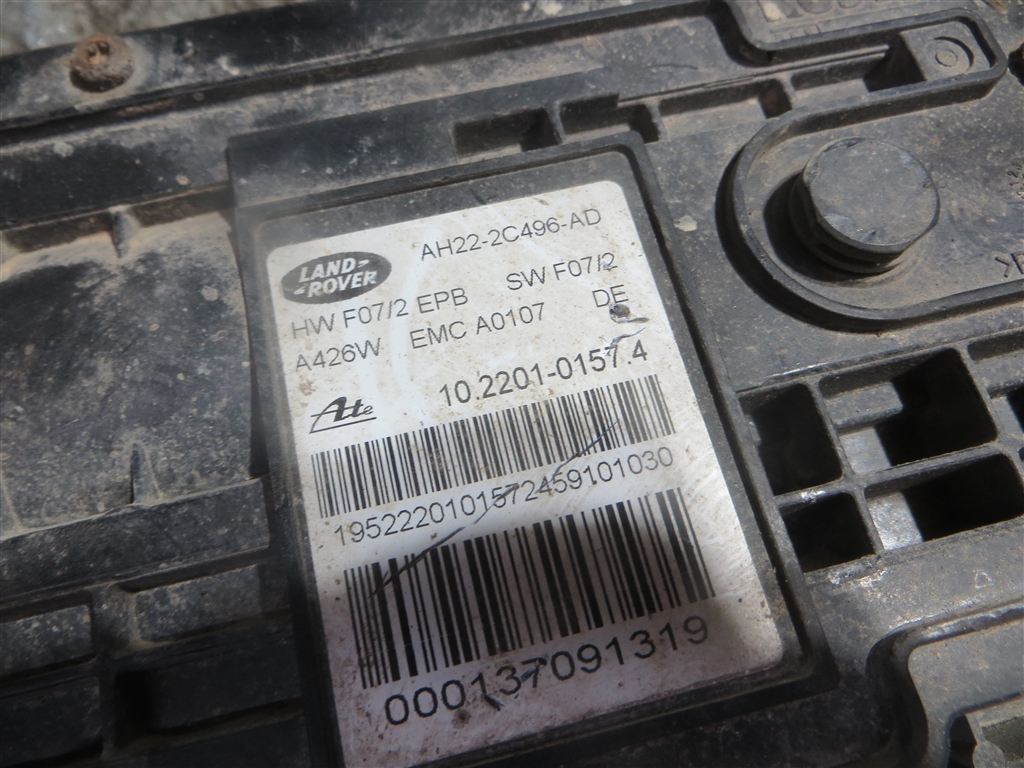 LAND-
-ROVER
AH22-2C496-AD
HW F07/2 EPB SW F07/2
A426W EMC A0107 DE
Ate 10.2201-0157.4
1952220101572459101030
000137091319